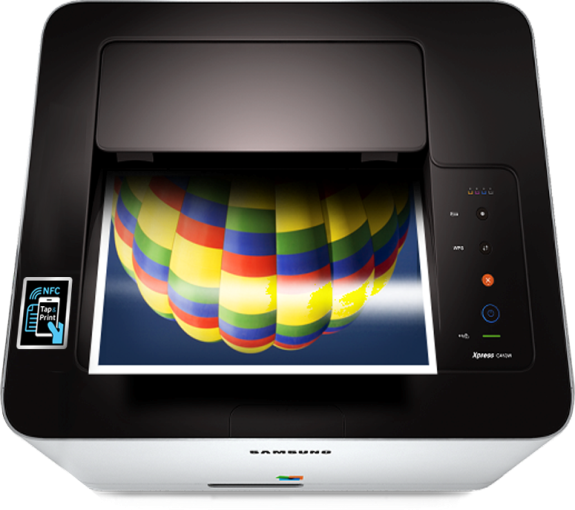 NFC
Tap&
Print
Eco
WPS
Xpress C410W
SAMSUNG